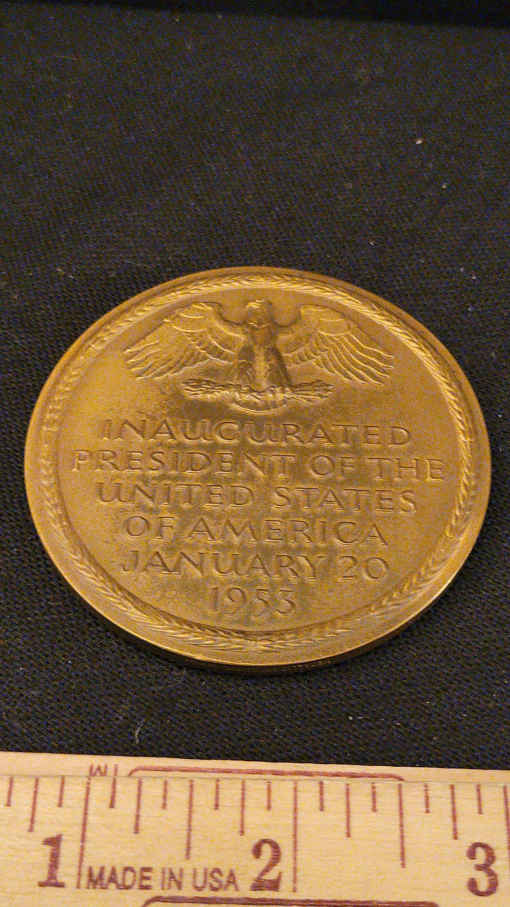 INAUGURATED
PRESIDENT OF THE
UNITED STATES
OF AMERICA
JANUARY 20
1953
1 MADE IN USA 2 3